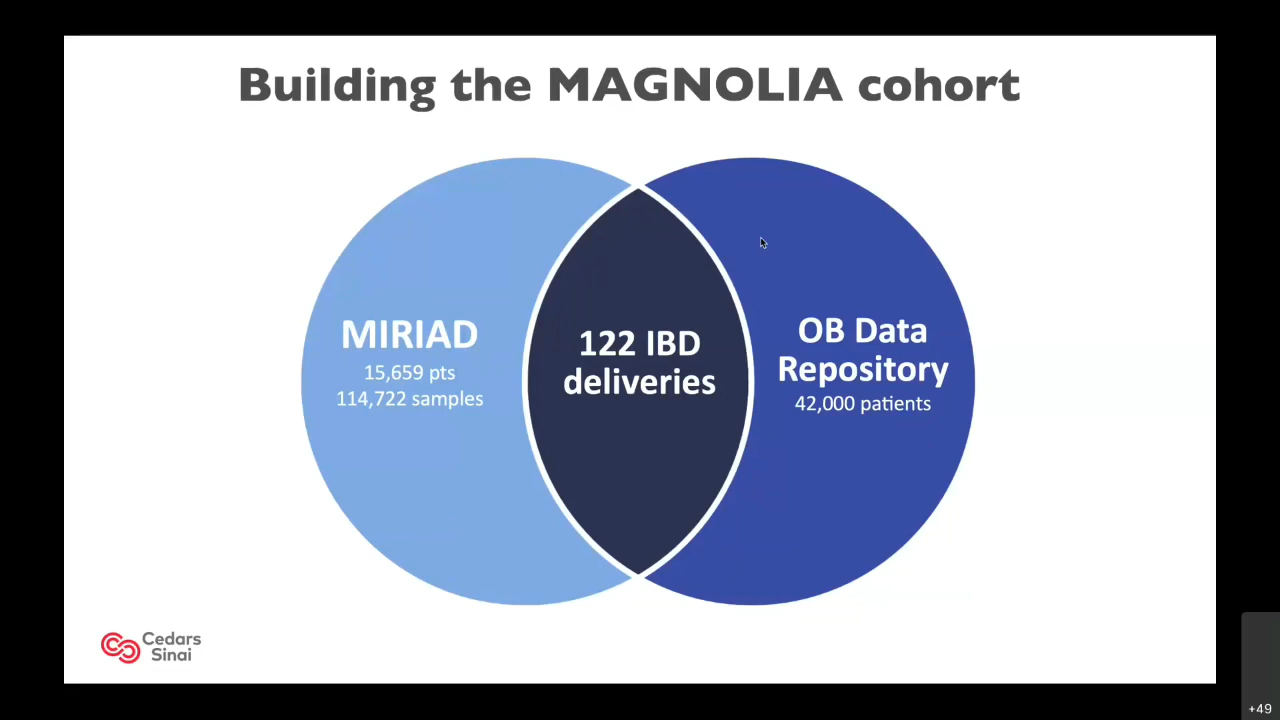 Building the MAGNOLIA cohort
MIRIAD
15,659 pts
114,722 samples
122 IBD
deliveries
OB Data
Repository
42,000 patients
Cedars
Sinai
+49